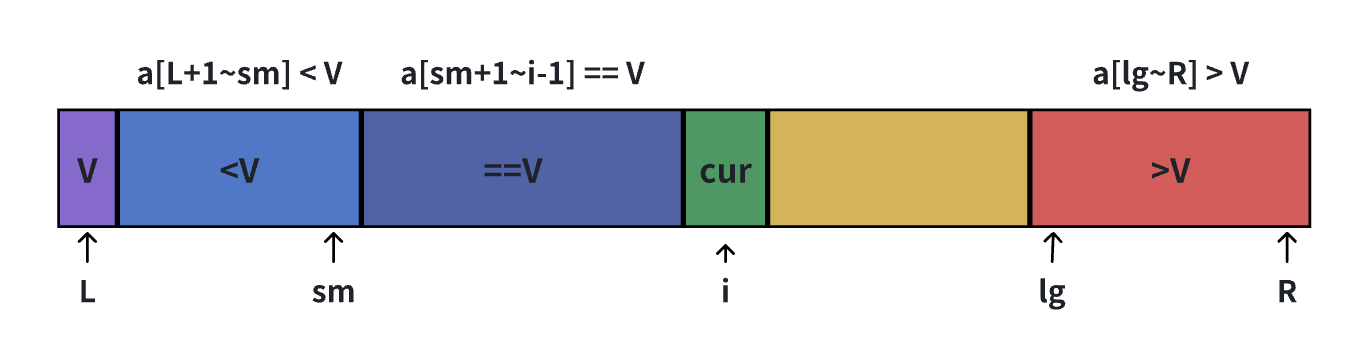 a[L+1~sm] < V a[sm+1~i-1] == V a[lg~R] > V
V <V ==V cur >V
L sm i lg R